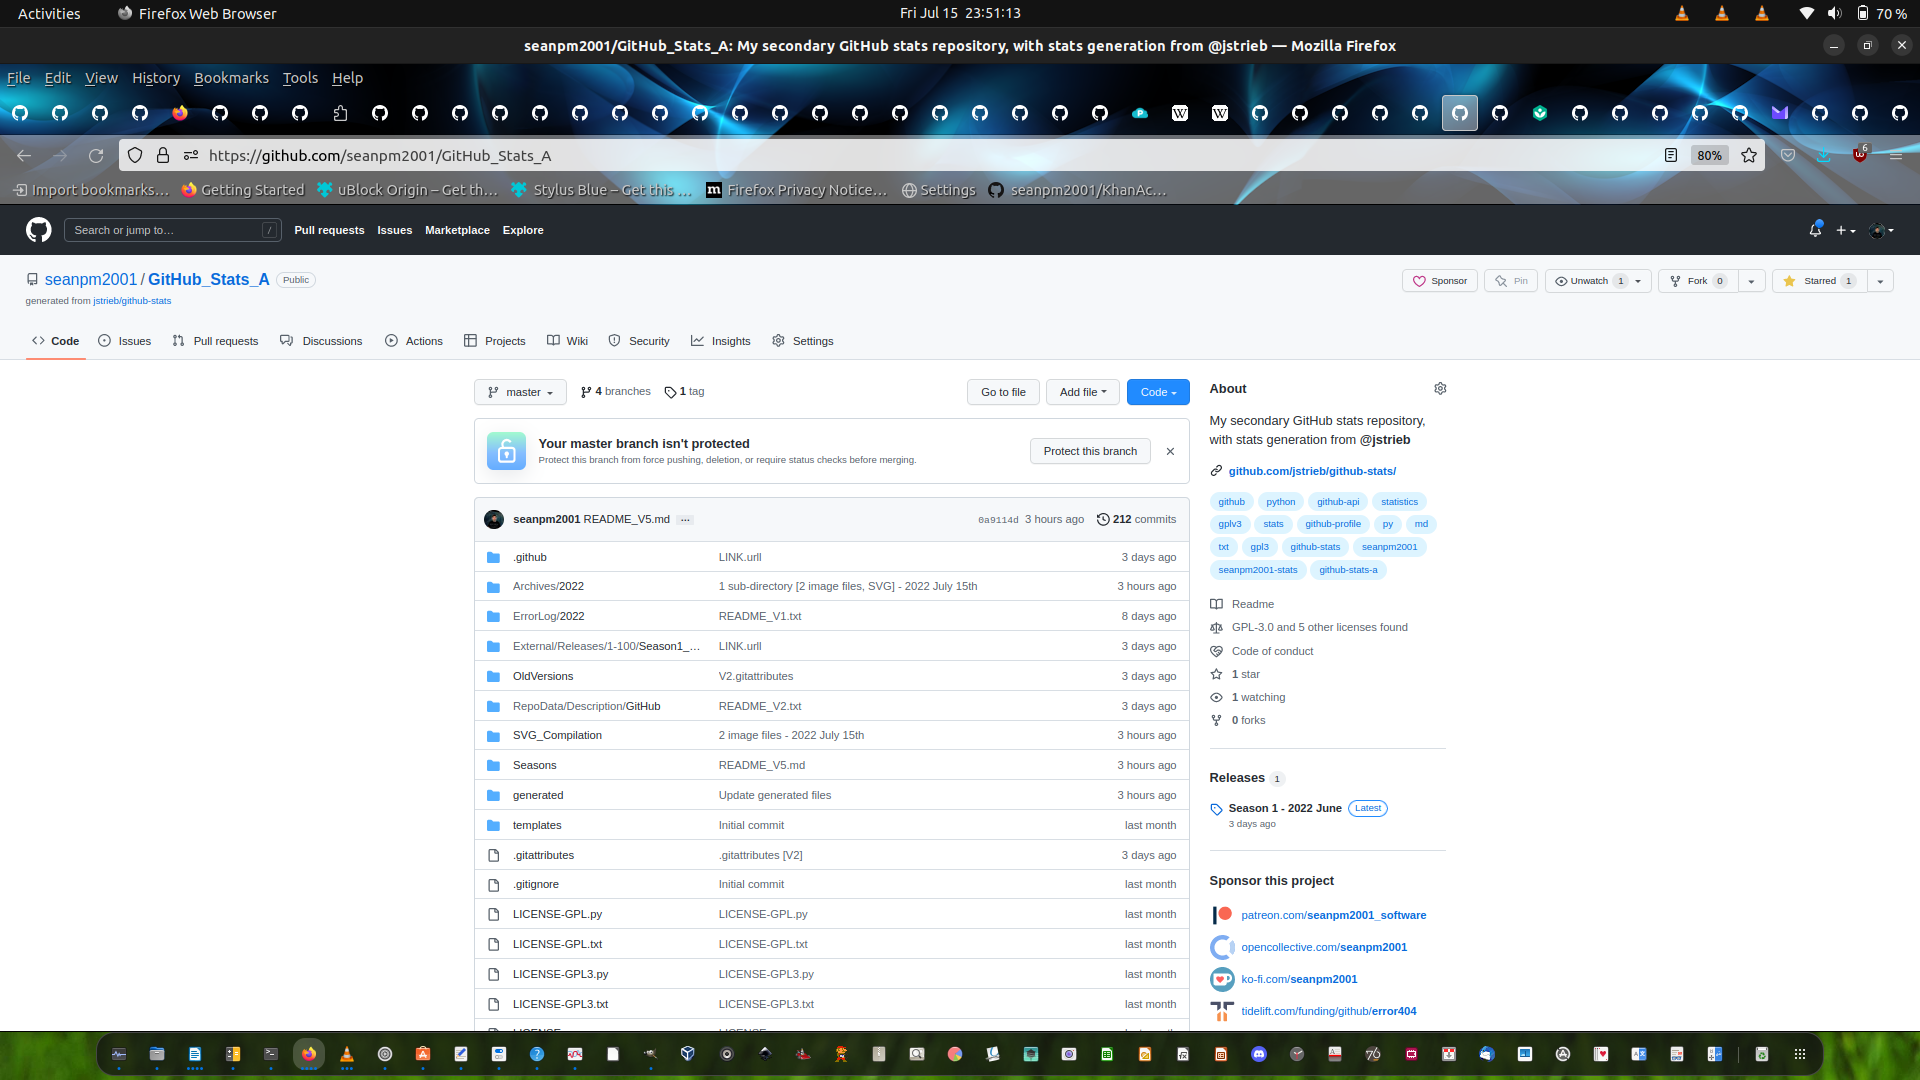 Activities
Firefox Web Browser
Fri Jul 15 23:51:13
70 %
seanpm2001/GitHub_Stats_A: My secondary GitHub stats repository, with stats generation from @jstrieb — Mozilla Firefox
File Edit View History Bookmarks Tools Help
https://github.com/seanpm2001/GitHub_Stats_A
80%
6
Import bookmarks…
Getting Started
uBlock Origin – Get th…
Stylus Blue – Get this …
Firefox Privacy Notice…
Settings
seanpm2001/KhanAc…
Search or jump to…
/
Pull requests
Issues
Marketplace
Explore
seanpm2001 / GitHub_Stats_A
Public
generated from jstrieb/github-stats
Sponsor
Pin
Unwatch 1
Fork 0
Starred 1
Code
Issues
Pull requests
Discussions
Actions
Projects
Wiki
Security
Insights
Settings
master
4 branches
1 tag
Go to file
Add file
Code
Your master branch isn't protected
Protect this branch from force pushing, deletion, or require status checks before merging.
Protect this branch
seanpm2001 README_V5.md …
0a9114d 3 hours ago
212 commits
.github LINK.urll 3 days ago
Archives/2022 1 sub-directory [2 image files, SVG] - 2022 July 15th 3 hours ago
ErrorLog/2022 README_V1.txt 8 days ago
External/Releases/1-100/Season1_… LINK.urll 3 days ago
OldVersions V2.gitattributes 3 days ago
RepoData/Description/GitHub README_V2.txt 3 days ago
SVG_Compilation 2 image files - 2022 July 15th 3 hours ago
Seasons README_V5.md 3 hours ago
generated Update generated files 3 hours ago
templates Initial commit last month
.gitattributes .gitattributes [V2] 3 days ago
.gitignore Initial commit last month
LICENSE-GPL.py LICENSE-GPL.py last month
LICENSE-GPL.txt LICENSE-GPL.txt last month
LICENSE-GPL3.py LICENSE-GPL3.py last month
LICENSE-GPL3.txt LICENSE-GPL3.txt last month
About
My secondary GitHub stats repository,
with stats generation from @jstrieb
github.com/jstrieb/github-stats/
github python github-api statistics
gplv3 stats github-profile py md
txt gpl3 github-stats seanpm2001
seanpm2001-stats github-stats-a
Readme
GPL-3.0 and 5 other licenses found
Code of conduct
1 star
1 watching
0 forks
Releases 1
Season 1 - 2022 June Latest
3 days ago
Sponsor this project
patreon.com/seanpm2001_software
opencollective.com/seanpm2001
ko-fi.com/seanpm2001
tidelift.com/funding/github/error404